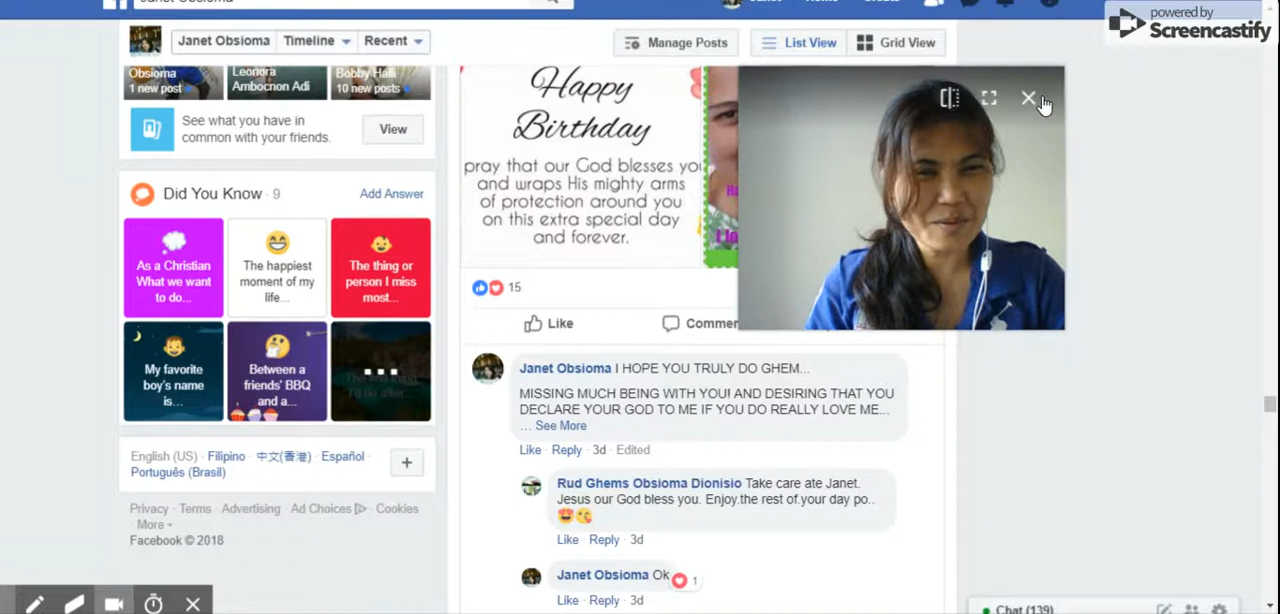 powered by
Screencastify
Janet Obsioma
Janet Obsioma
Timeline
Recent
Manage Posts
List View
Grid View
Obsioma
1 new post
Leonora
Ambocnon Adi
Bobby Hall
10 new posts
See what you have in
common with your friends.
View
Did You Know · 9
Add Answer
As a Christian
What we want
to do...
The happiest
moment of my
life...
The thing or
person I miss
most...
My favorite
boy's name
is...
Between a
friends' BBQ
and a...
English (US) · Filipino · 中文(香港) · Español ·
Português (Brasil)
Privacy · Terms · Advertising · Ad Choices · Cookies
· More
Facebook © 2018
Happy
Birthday
pray that our God blesses you
and wraps His mighty arms
of protection around you
on this extra special day
and forever.
15
Like
Comme
Janet Obsioma I HOPE YOU TRULY DO GHEM...
MISSING MUCH BEING WITH YOU! AND DESIRING THAT YOU
DECLARE YOUR GOD TO ME IF YOU DO REALLY LOVE ME...
... See More
Like · Reply · 3d · Edited
Rud Ghems Obsioma Dionisio Take care ate Janet.
Jesus our God bless you. Enjoy.the rest of.your day po..
Like · Reply · 3d
Janet Obsioma Ok
1
Like · Reply · 3d
Chat (139)